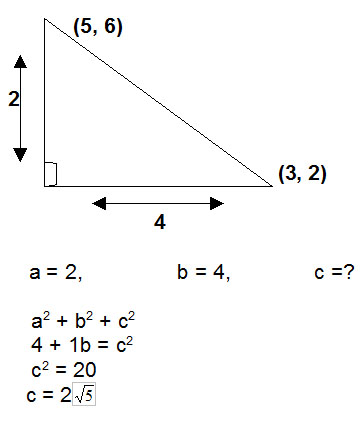 (5, 6)
2
(3, 2)
4
a = 2, b = 4, c =?
a² + b² + c²
4 + 1b = c²
c² = 20
c = 2√5